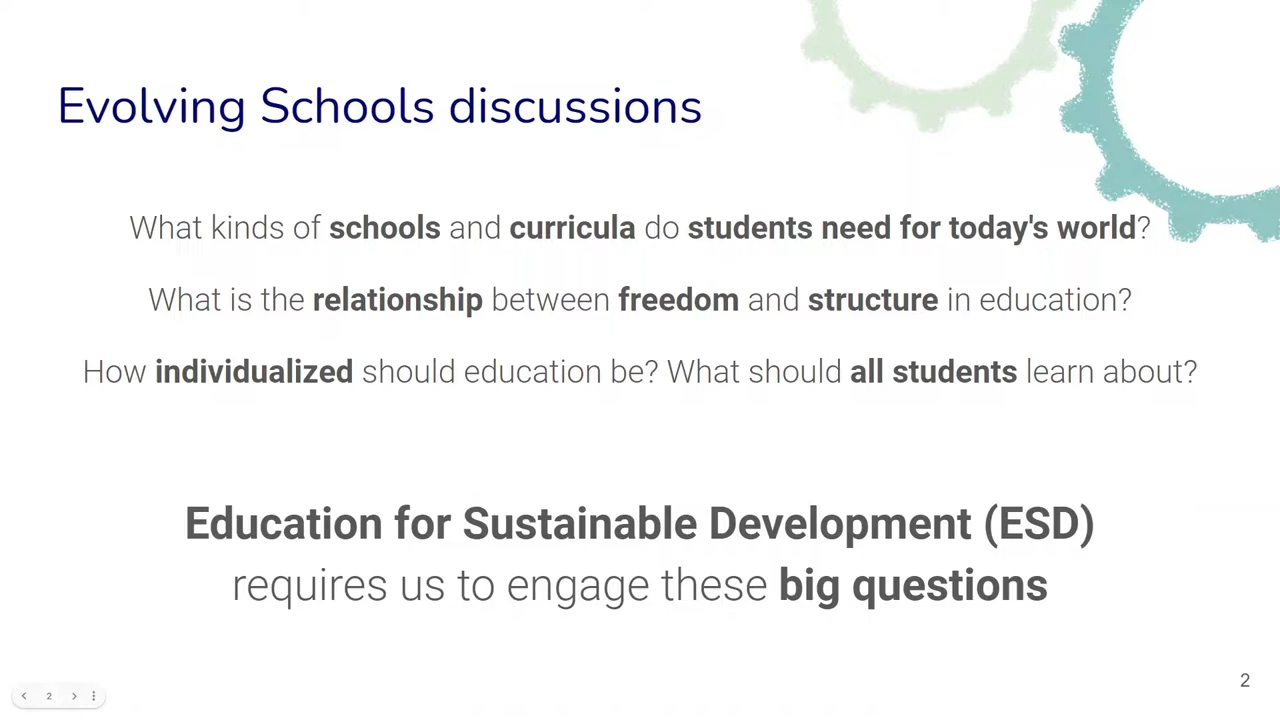 Evolving Schools discussions
What kinds of schools and curricula do students need for today's world?
What is the relationship between freedom and structure in education?
How individualized should education be? What should all students learn about?
Education for Sustainable Development (ESD)
requires us to engage these big questions
2
2